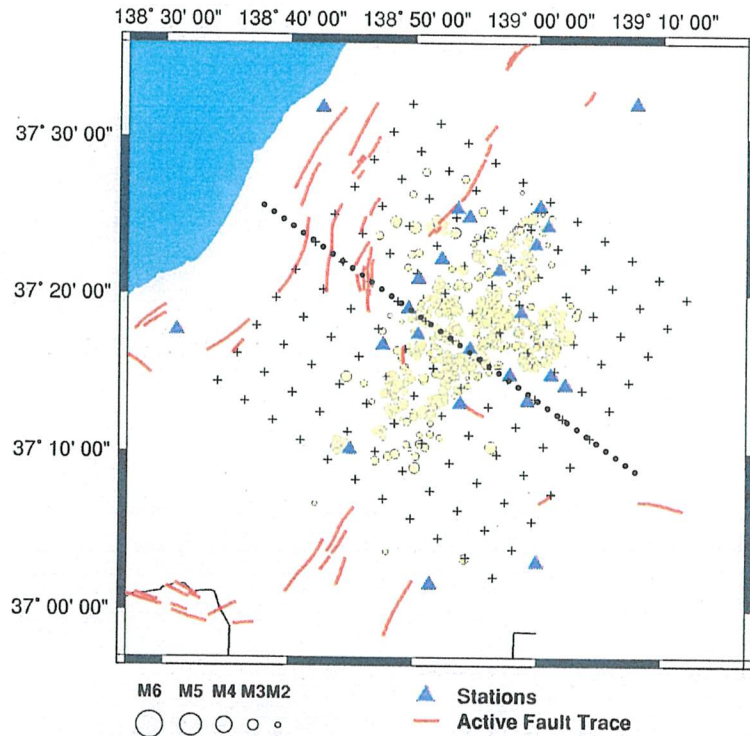 138° 30' 00" 138° 40' 00" 138° 50' 00" 139° 00' 00" 139° 10' 00"
37° 30' 00"
37° 20' 00"
37° 10' 00"
37° 00' 00"
M6 M5 M4 M3 M2
Stations
Active Fault Trace